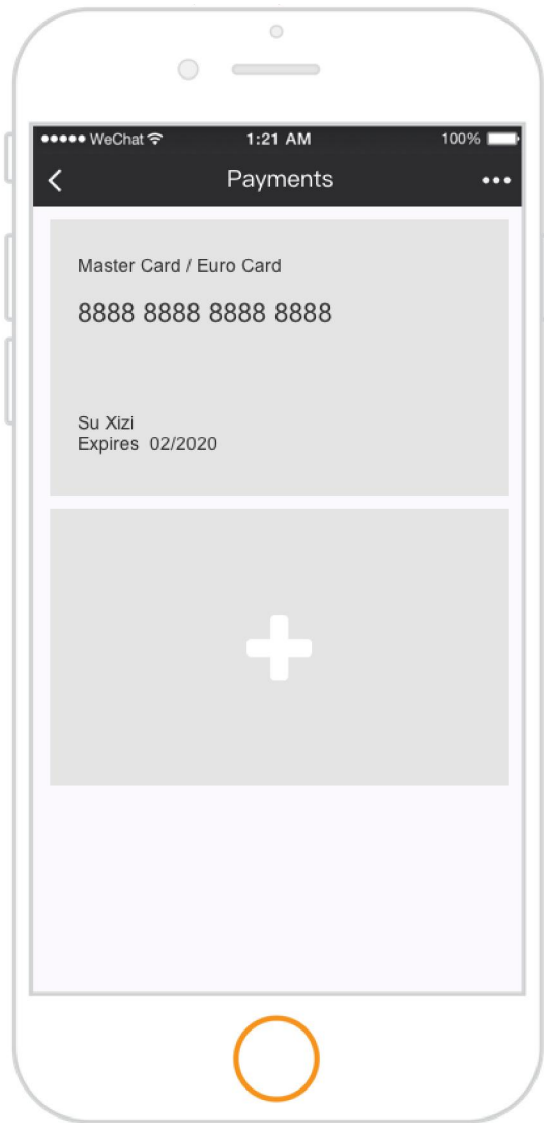 WeChat 1:21 AM 100%
Payments
Master Card / Euro Card
8888 8888 8888 8888
Su Xizi
Expires 02/2020